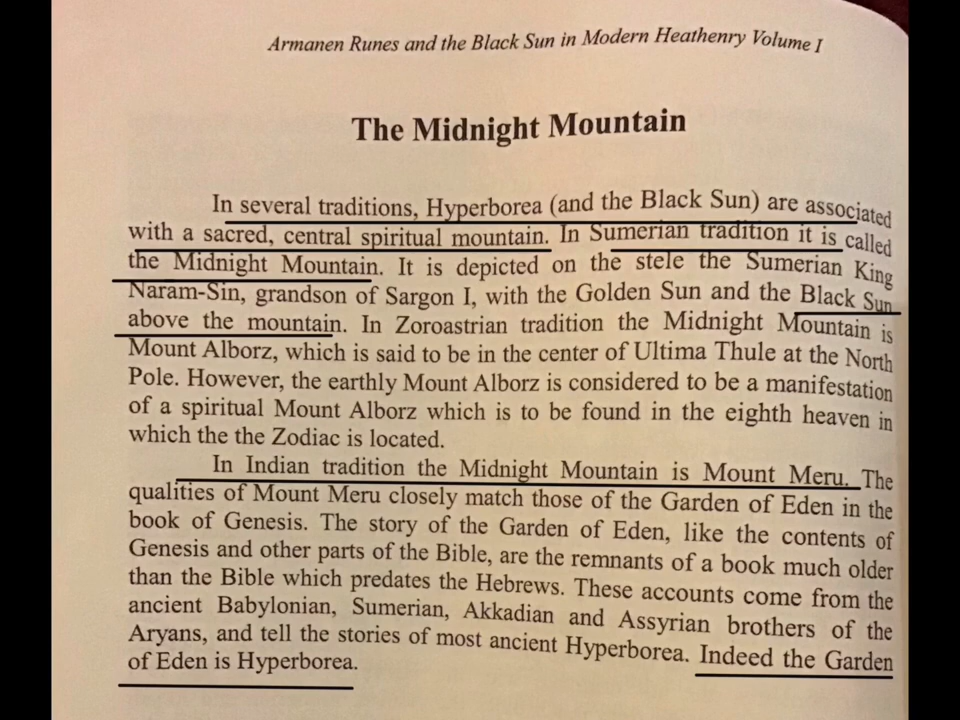 Armanen Runes and the Black Sun in Modern Heathenry Volume I
The Midnight Mountain
In several traditions, Hyperborea (and the Black Sun) are associated
with a sacred, central spiritual mountain. In Sumerian tradition it is called
the Midnight Mountain. It is depicted on the stele the Sumerian King
Naram-Sin, grandson of Sargon I, with the Golden Sun and the Black Sun
above the mountain. In Zoroastrian tradition the Midnight Mountain is
Mount Alborz, which is said to be in the center of Ultima Thule at the North
Pole. However, the earthly Mount Alborz is considered to be a manifestation
of a spiritual Mount Alborz which is to be found in the eighth heaven in
which the the Zodiac is located.
In Indian tradition the Midnight Mountain is Mount Meru. The
qualities of Mount Meru closely match those of the Garden of Eden in the
book of Genesis. The story of the Garden of Eden, like the contents of
Genesis and other parts of the Bible, are the remnants of a book much older
than the Bible which predates the Hebrews. These accounts come from the
ancient Babylonian, Sumerian, Akkadian and Assyrian brothers of the
Aryans, and tell the stories of most ancient Hyperborea. Indeed the Garden
of Eden is Hyperborea.